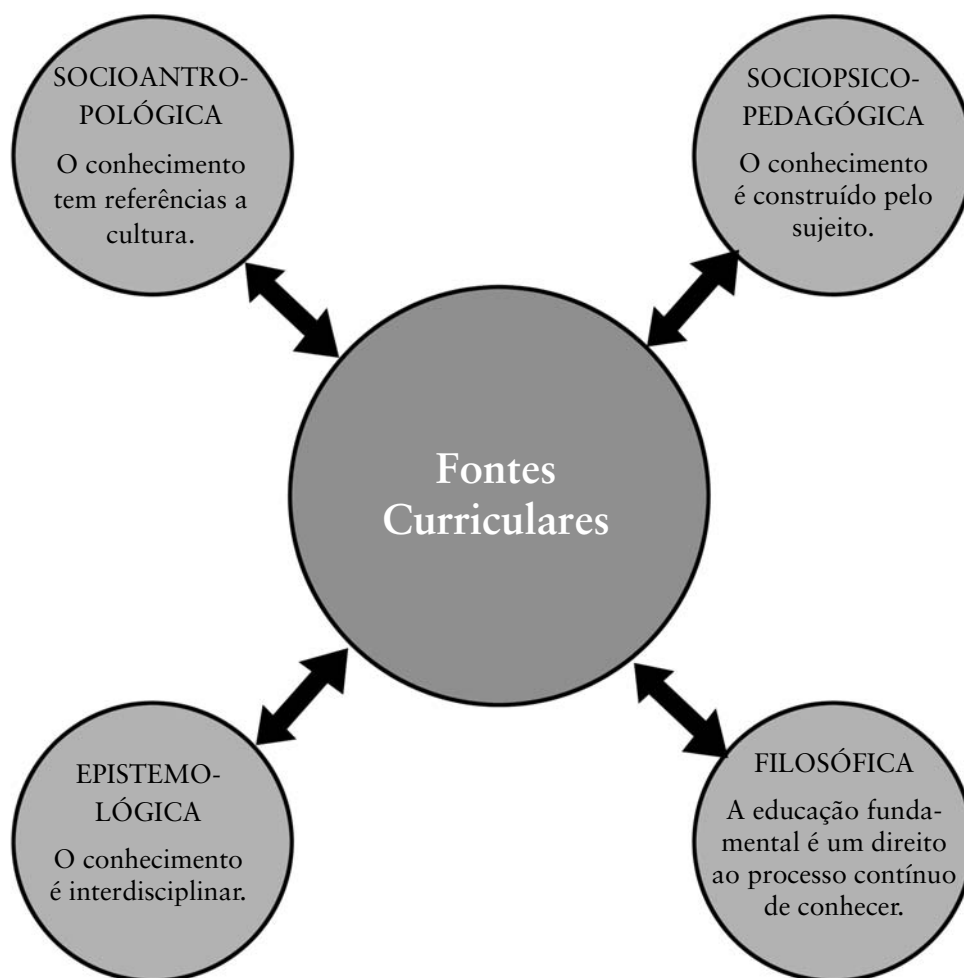 SOCIOANTRO-
POLÓGICA
O conhecimento
tem referências a
cultura.
SOCIOPSICO-
PEDAGÓGICA
O conhecimento
é construído pelo
sujeito.
Fontes
Curriculares
EPISTEMO-
LÓGICA
O conhecimento
é interdisciplinar.
FILOSÓFICA
A educação funda-
mental é um direito
ao processo contínuo
de conhecer.